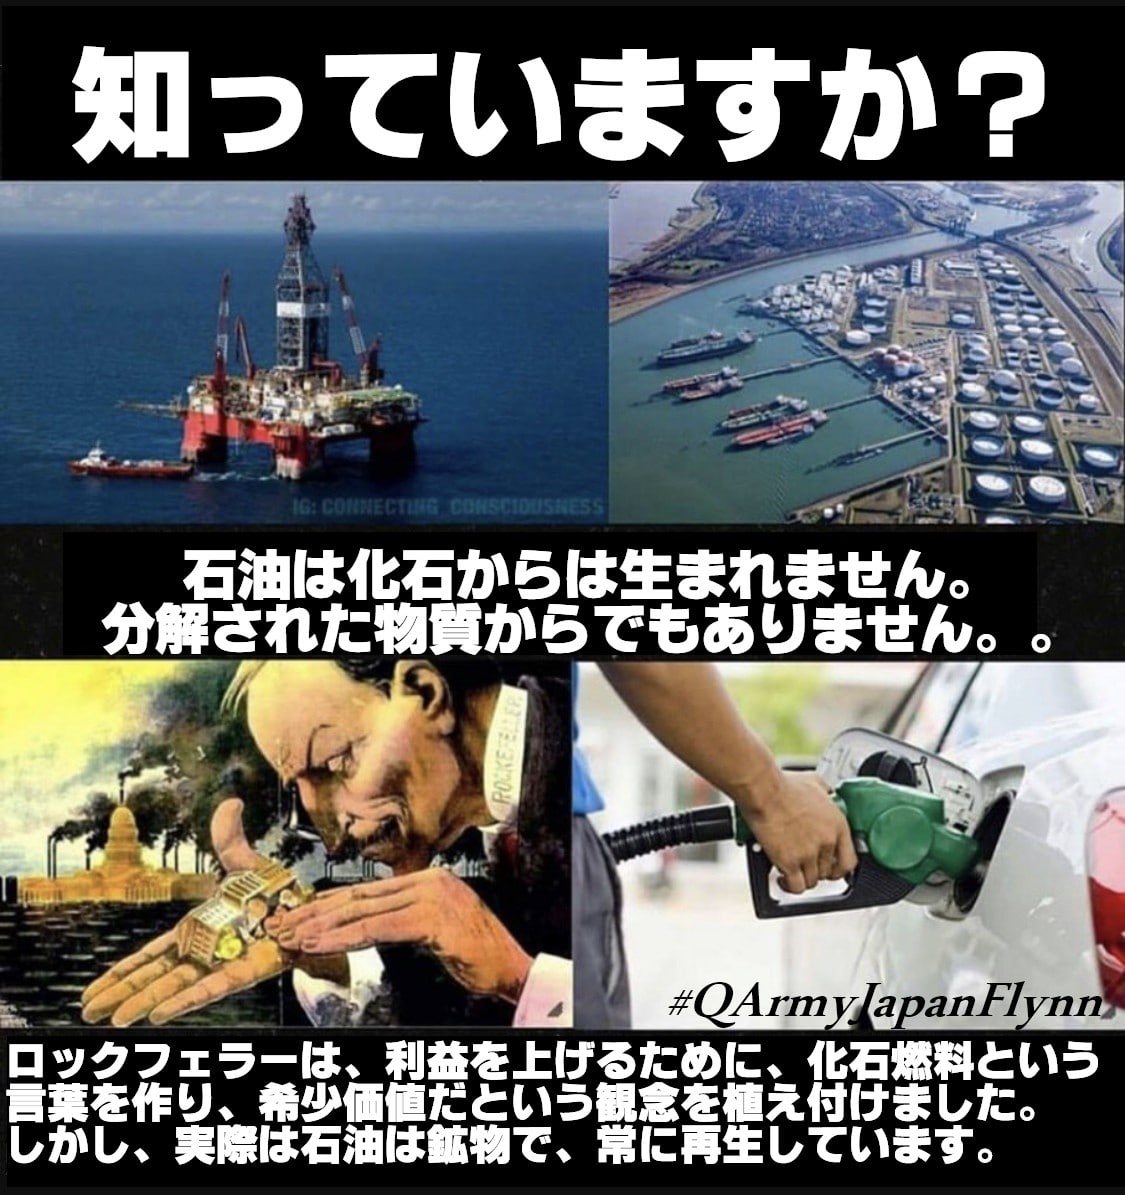 知っていますか？
IG: CONNECTING_CONSCIOUSNESS
石油は化石からは生まれません。
分解された物質からでもありません。。
ROCKEFELLER
#QArmyJapanFlynn
ロックフェラーは、利益を上げるために、化石燃料という
言葉を作り、希少価値だという観念を植え付けました。
しかし、実際は石油は鉱物で、常に再生しています。